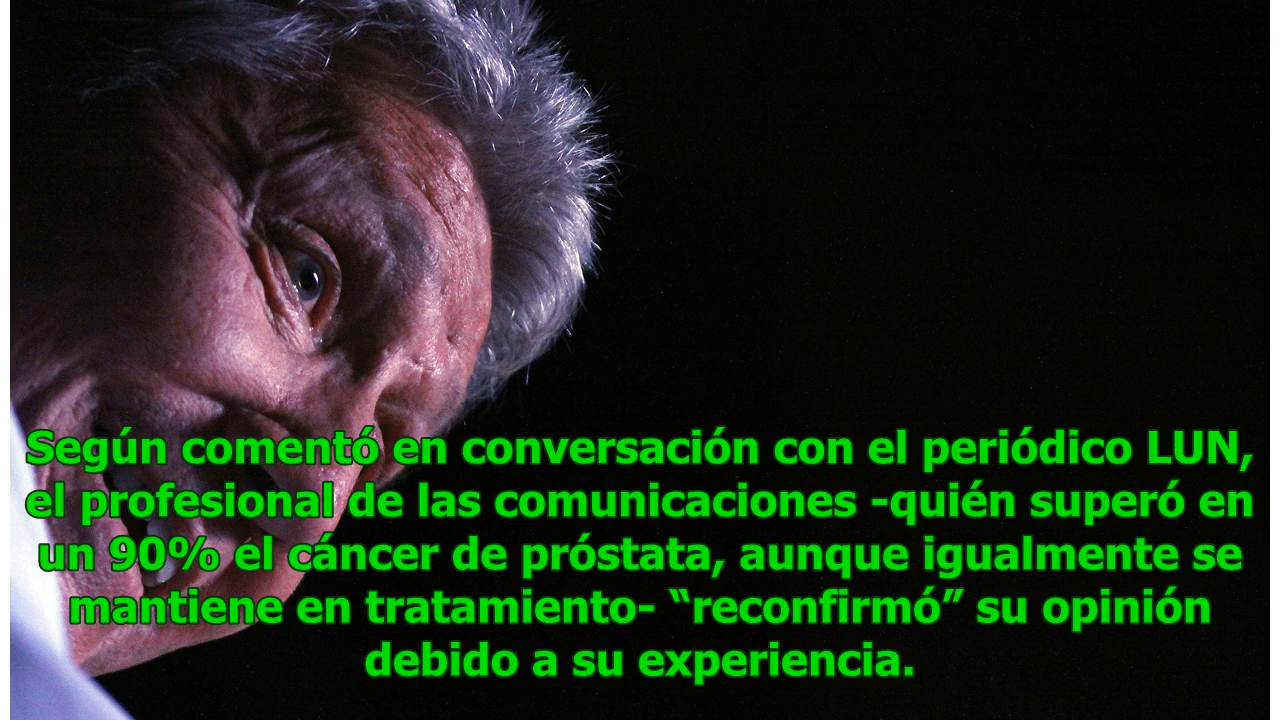 Según comentó en conversación con el periódico LUN,
el profesional de las comunicaciones -quién superó en
un 90% el cáncer de próstata, aunque igualmente se
mantiene en tratamiento- “reconfirmó” su opinión
debido a su experiencia.